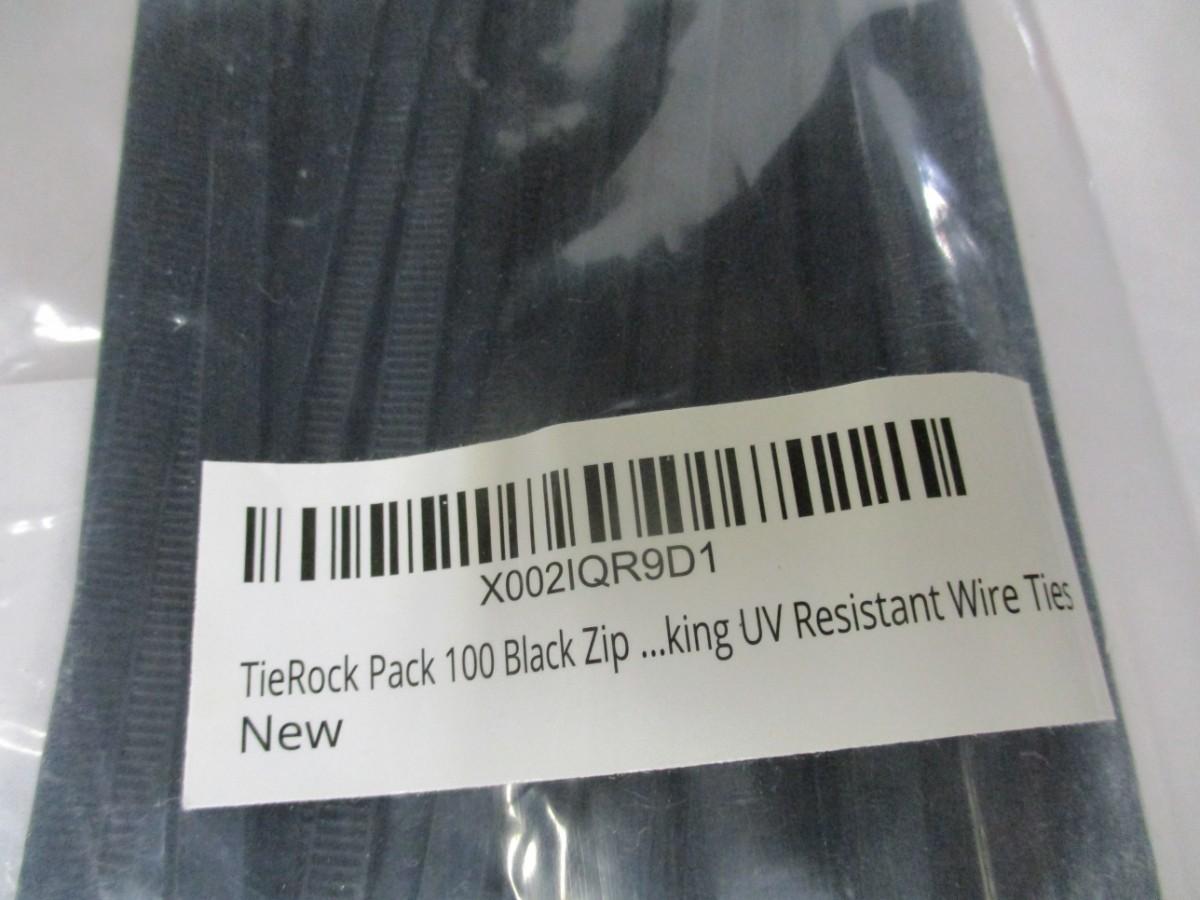 X002IQR9D1
TieRock Pack 100 Black Zip ...king UV Resistant Wire Ties
New